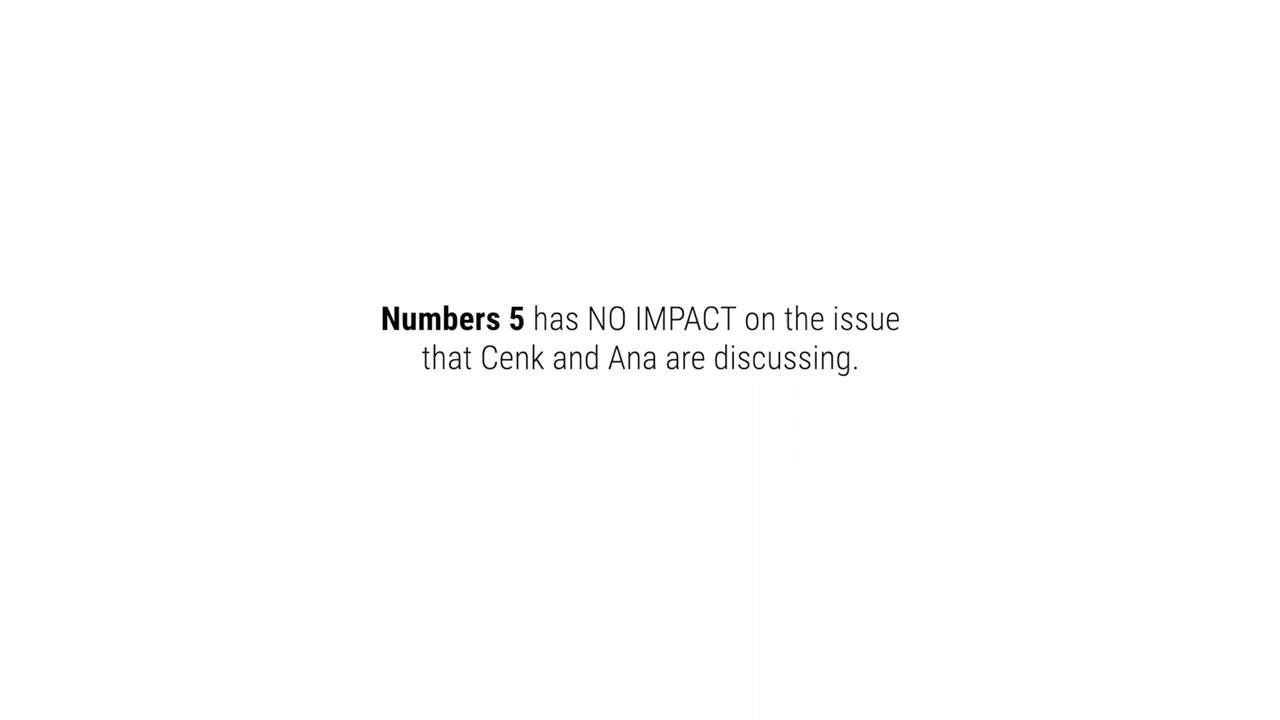 Numbers 5 has NO IMPACT on the issue
that Cenk and Ana are discussing.